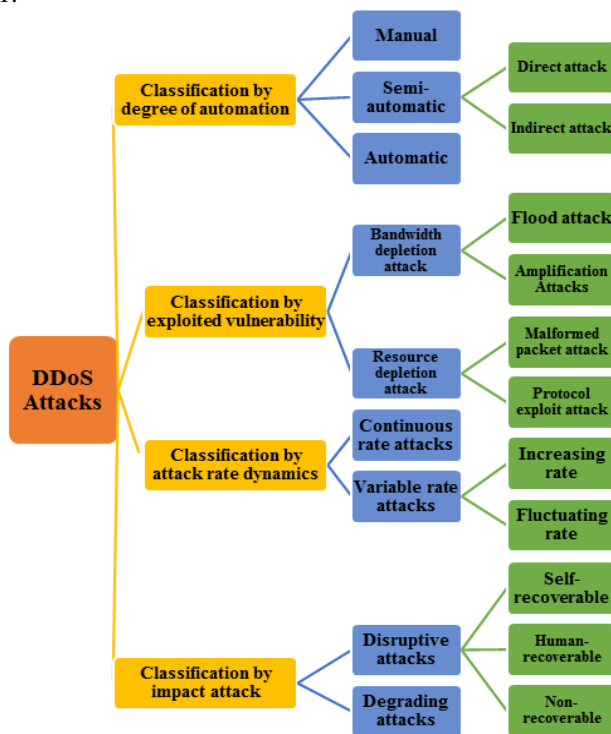 1.
Manual
Direct attack
Classification by
degree of automation
Semi-
automatic
Indirect attack
Automatic
Flood attack
Bandwidth
depletion
attack
Amplification
Attacks
Classification by
exploited vulnerability
Malformed
packet attack
DDoS
Attacks
Resource
depletion
attack
Protocol
exploit attack
Continuous
rate attacks
Classification by
attack rate dynamics
Increasing
rate
Variable rate
attacks
Fluctuating
rate
Self-
recoverable
Disruptive
attacks
Human-
recoverable
Classification by
impact attack
Degrading
attacks
Non-
recoverable